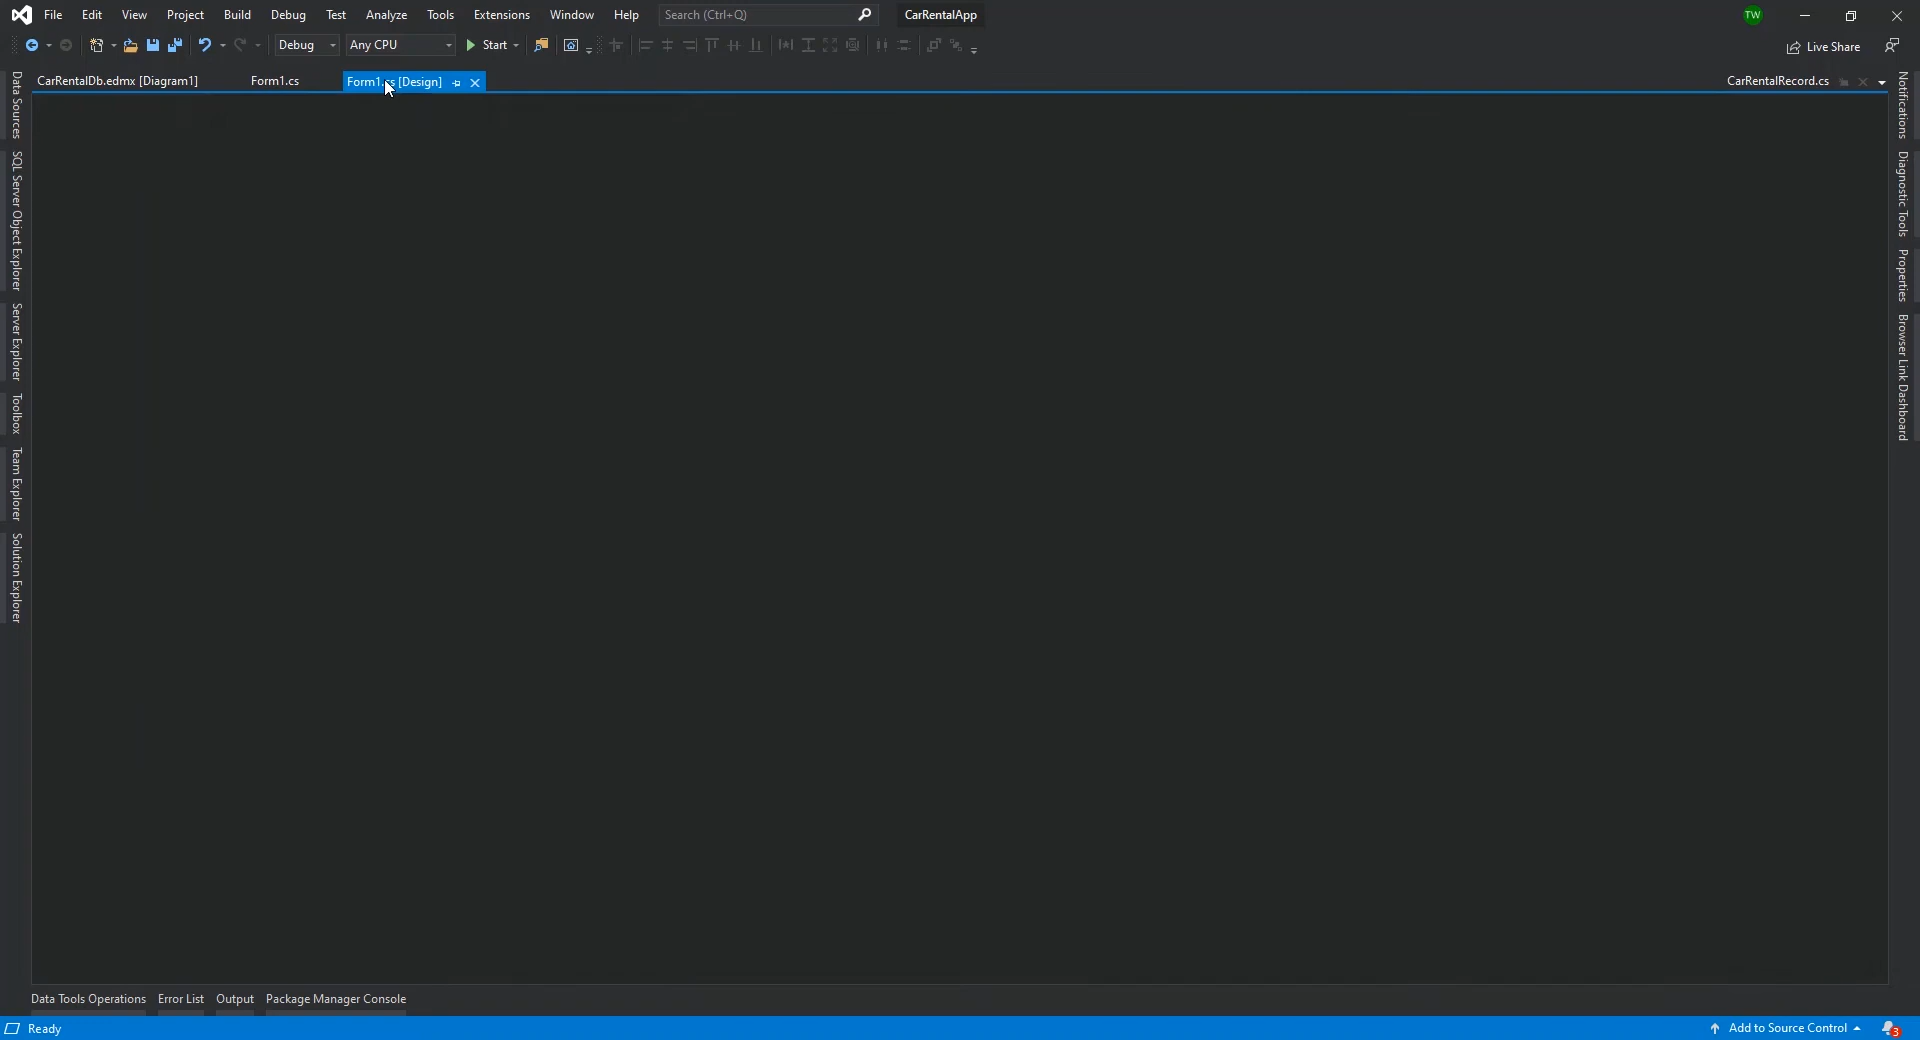 File Edit View Project Build Debug Test Analyze Tools Extensions Window Help Search (Ctrl+Q) CarRentalApp TW
Debug Any CPU Start Live Share
CarRentalDb.edmx [Diagram1] Form1.cs Form1.cs [Design] CarRentalRecord.cs
Data Sources
SQL Server Object Explorer
Server Explorer
Toolbox
Team Explorer
Solution Explorer
Notifications
Diagnostic Tools
Properties
Browser Link Dashboard
Data Tools Operations Error List Output Package Manager Console
Ready Add to Source Control 3